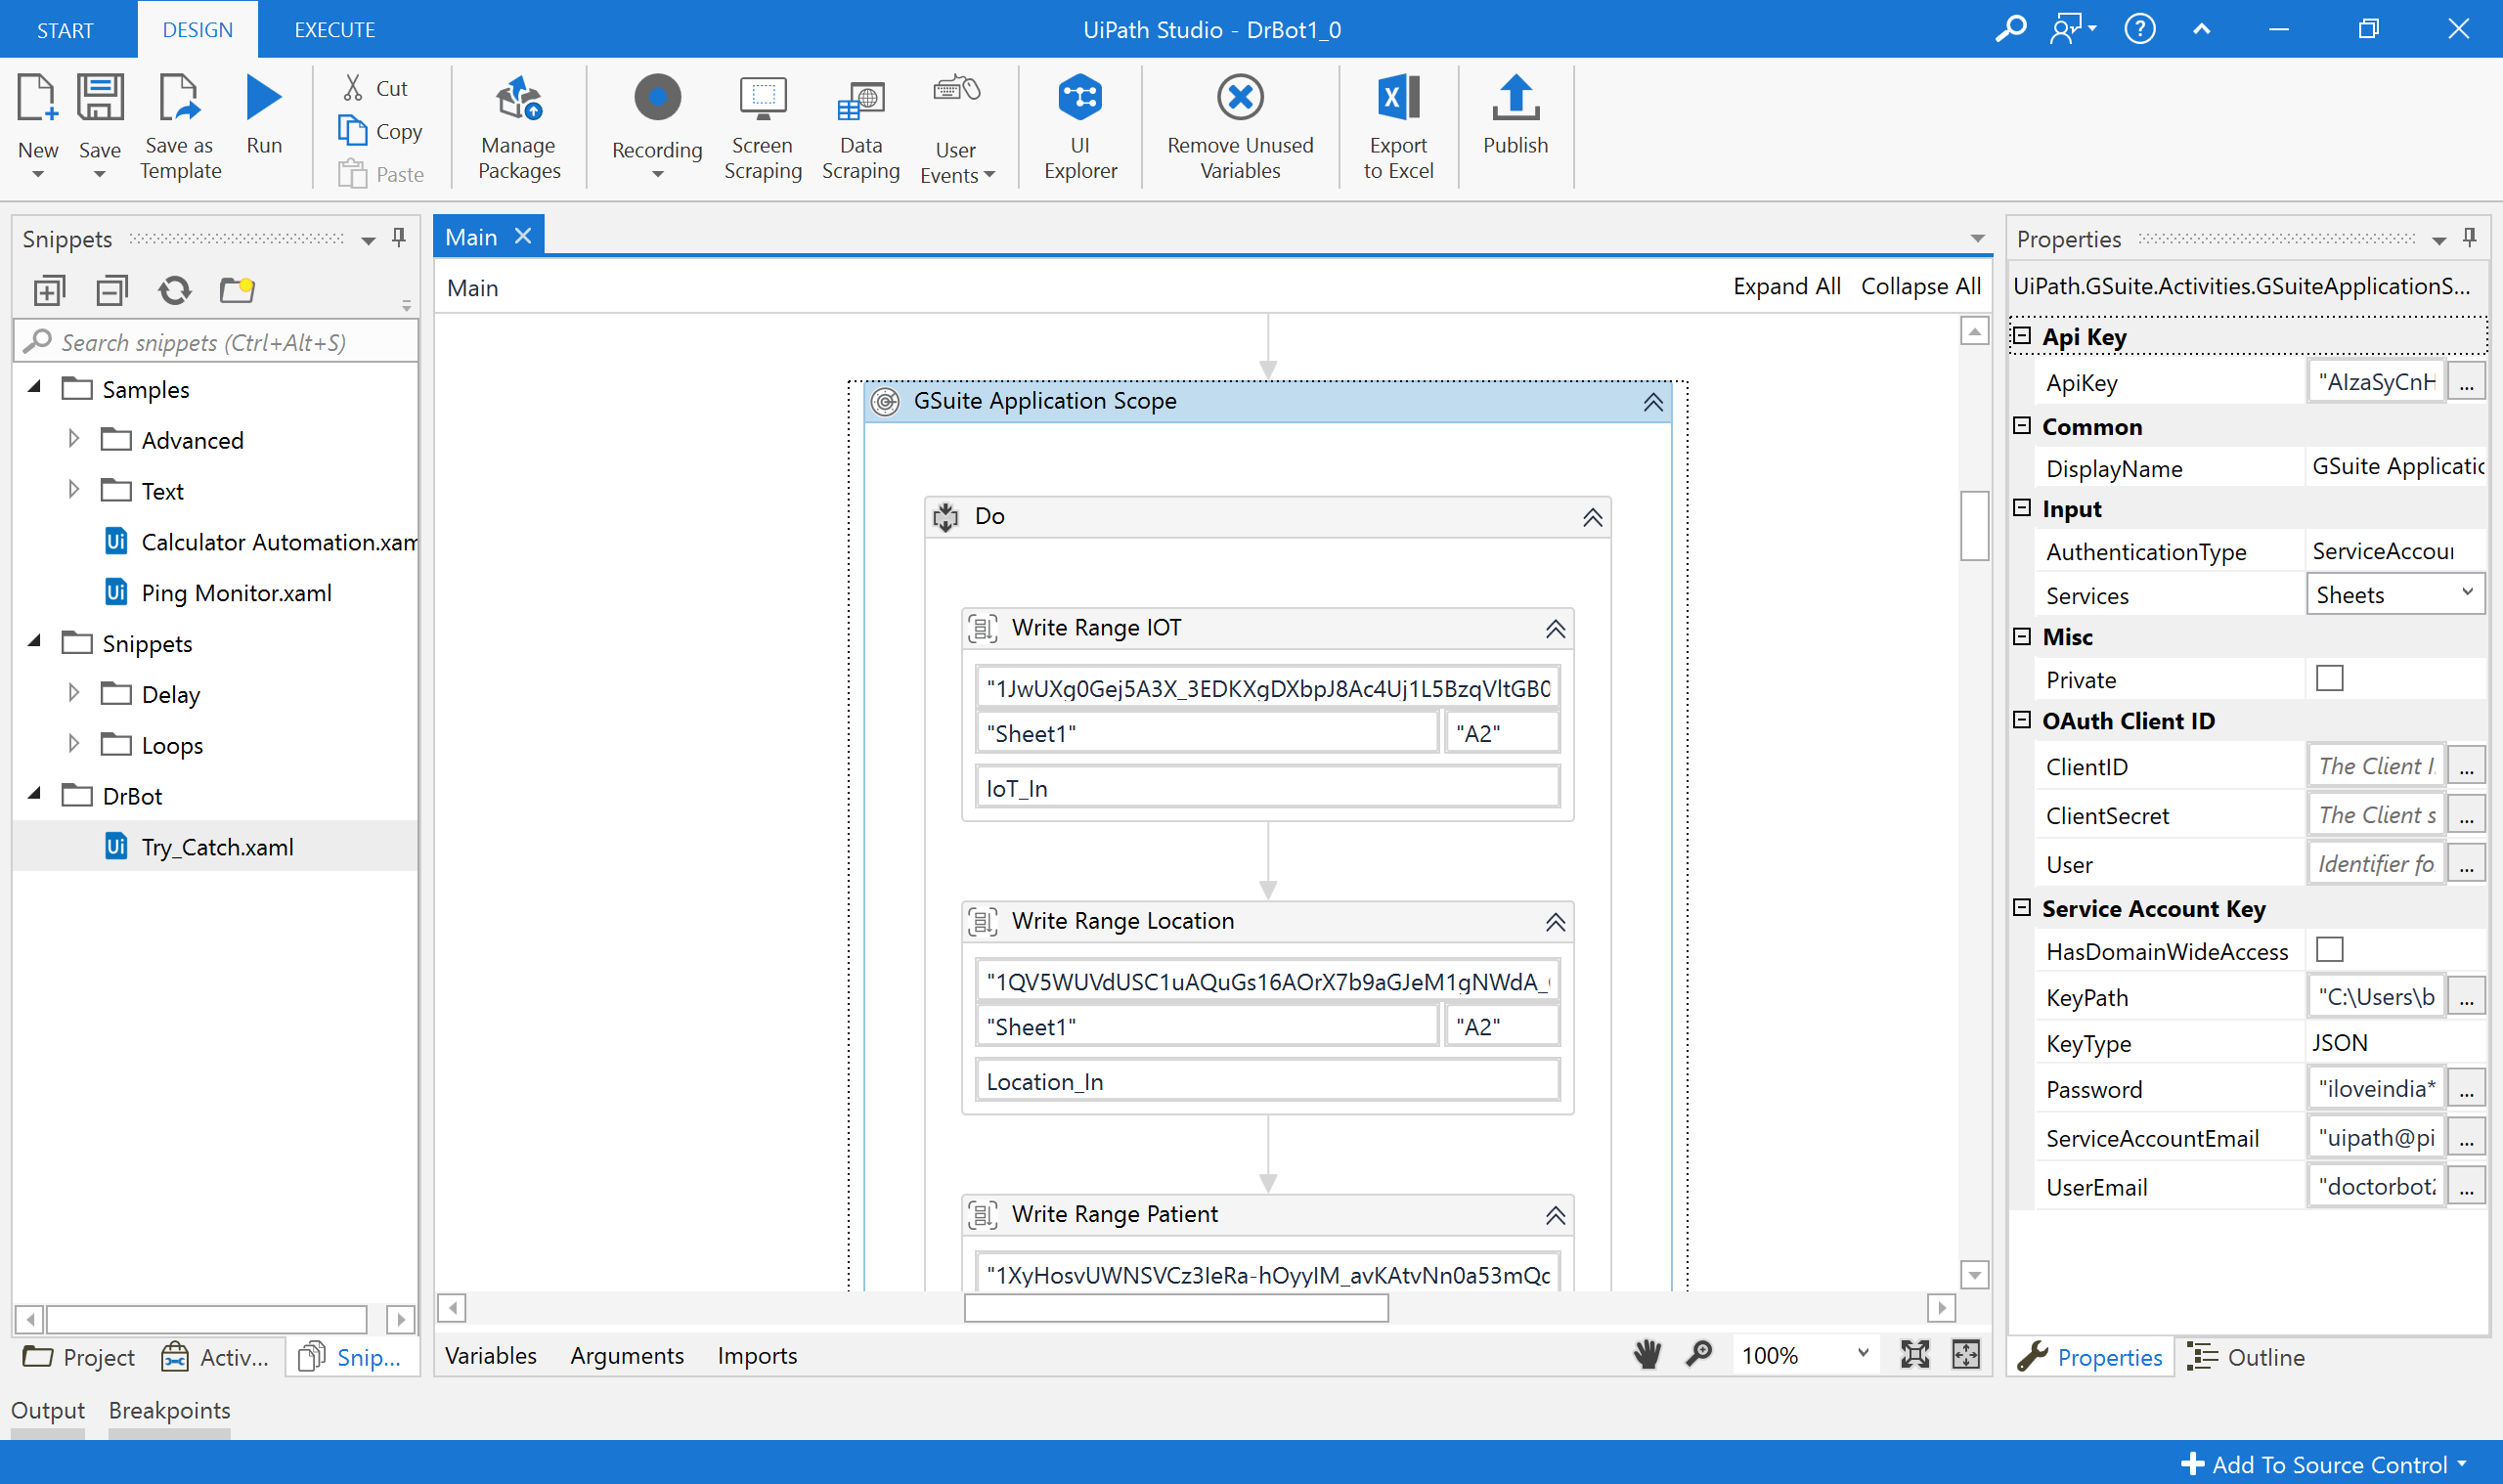 START DESIGN EXECUTE UiPath Studio - DrBot1_0
New
Save
Save as Template
Run
Cut
Copy
Paste
Manage Packages
Recording
Screen Scraping
Data Scraping
User Events
UI Explorer
Remove Unused Variables
Export to Excel
Publish
Snippets
Search snippets (Ctrl+Alt+S)
Samples
Advanced
Text
Ui Calculator Automation.xam
Ui Ping Monitor.xaml
Snippets
Delay
Loops
DrBot
Ui Try_Catch.xaml
Project Activ... Snip...
Main
Main Expand All Collapse All
GSuite Application Scope
Do
Write Range IOT
"1JwUXg0Gej5A3X_3EDKXgDXbpJ8Ac4Uj1L5BzqVltGB0
"Sheet1" "A2"
IoT_In
Write Range Location
"1QV5WUVdUSC1uAQuGs16AOrX7b9aGJeM1gNWdA_
"Sheet1" "A2"
Location_In
Write Range Patient
"1XyHosvUWNSVCz3IeRa-hOyyIM_avKAtvNn0a53mQc
Variables Arguments Imports 100%
Properties
UiPath.GSuite.Activities.GSuiteApplicationS...
Api Key
ApiKey "AIzaSyCnH ...
Common
DisplayName GSuite Applicatic
Input
AuthenticationType ServiceAccou
Services Sheets
Misc
Private
OAuth Client ID
ClientID The Client I ...
ClientSecret The Client s ...
User Identifier fo ...
Service Account Key
HasDomainWideAccess
KeyPath "C:\Users\b ...
KeyType JSON
Password "iloveindia* ...
ServiceAccountEmail "uipath@pi ...
UserEmail "doctorbot ...
Properties Outline
Output Breakpoints
Add To Source Control